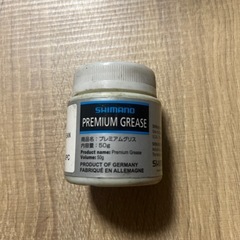 SHIMANO
PREMIUM GREASE
商品名：プレミアムグリス
内容量：50g
Product name: Premium Grease
Volume: 50g
PRODUCT OF GERMANY
FABRIQUÉ EN ALLEMAGNE